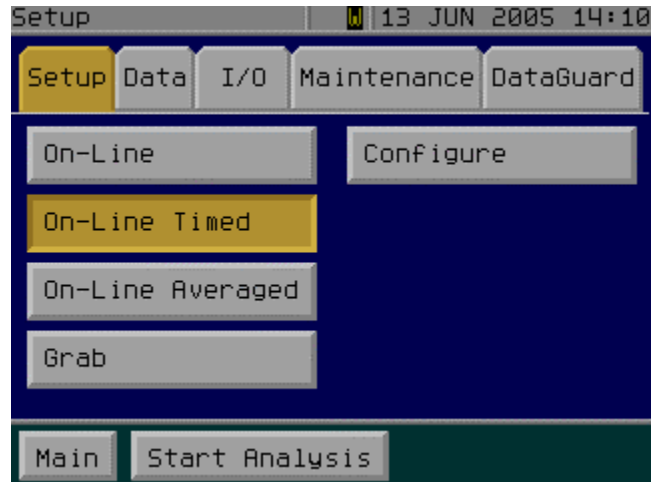 Setup W 13 JUN 2005 14:10
Setup Data I/O Maintenance DataGuard
On-Line Configure
On-Line Timed
On-Line Averaged
Grab
Main Start Analysis